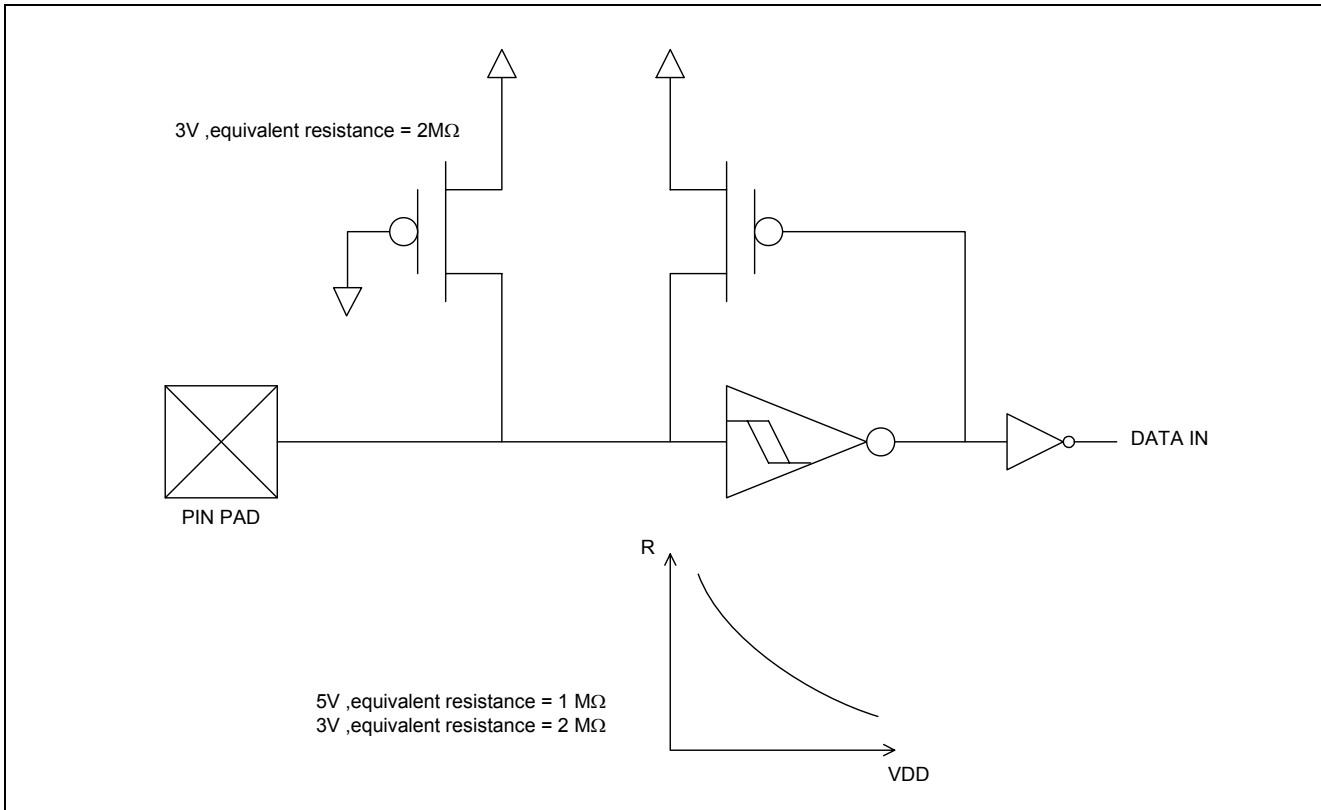 3V ,equivalent resistance = 2MΩ
DATA IN
PIN PAD
R
5V ,equivalent resistance = 1 MΩ
3V ,equivalent resistance = 2 MΩ
VDD